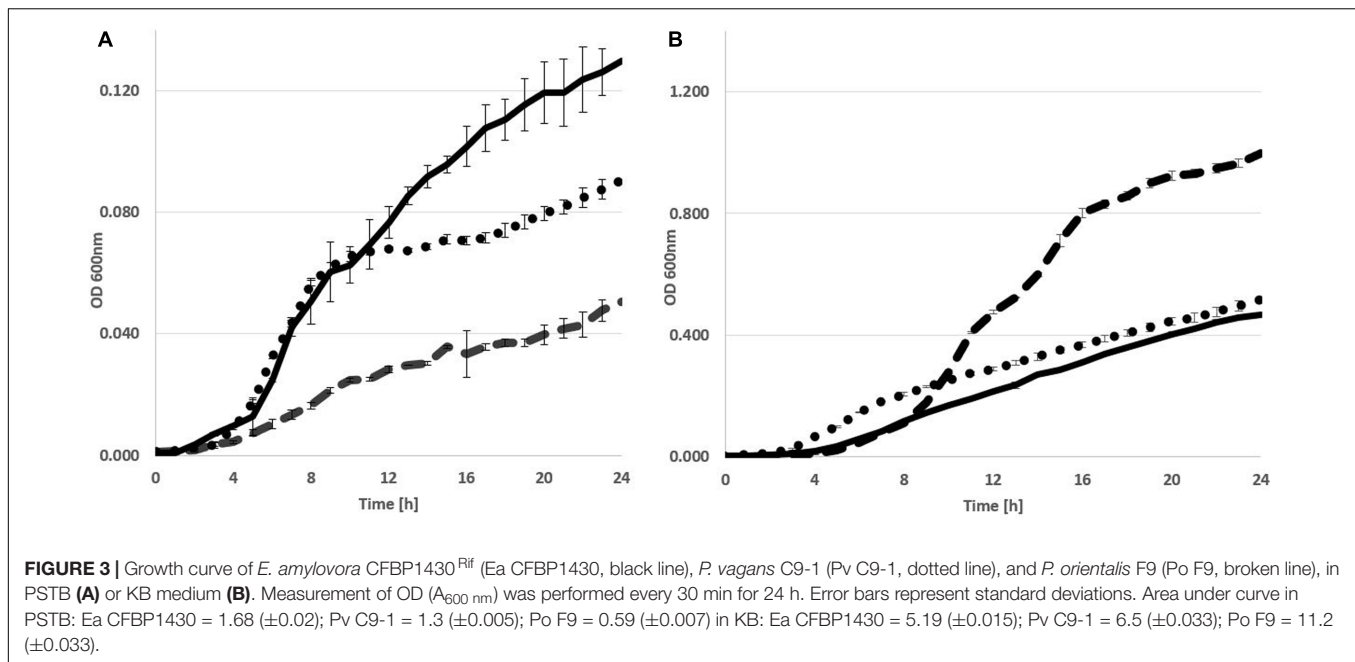 A
B
0.120
0.080
0.040
0.000
OD 600nm
0
4
8
12
16
20
24
Time [h]
1.200
0.800
0.400
0.000
OD 600nm
0
4
8
12
16
20
24
Time [h]
FIGURE 3 | Growth curve of E. amylovora CFBP1430 Rif (Ea CFBP1430, black line), P. vagans C9-1 (Pv C9-1, dotted line), and P. orientalis F9 (Po F9, broken line), in
PSTB (A) or KB medium (B). Measurement of OD (A600 nm) was performed every 30 min for 24 h. Error bars represent standard deviations. Area under curve in
PSTB: Ea CFBP1430 = 1.68 (±0.02); Pv C9-1 = 1.3 (±0.005); Po F9 = 0.59 (±0.007) in KB: Ea CFBP1430 = 5.19 (±0.015); Pv C9-1 = 6.5 (±0.033); Po F9 = 11.2
(±0.033).